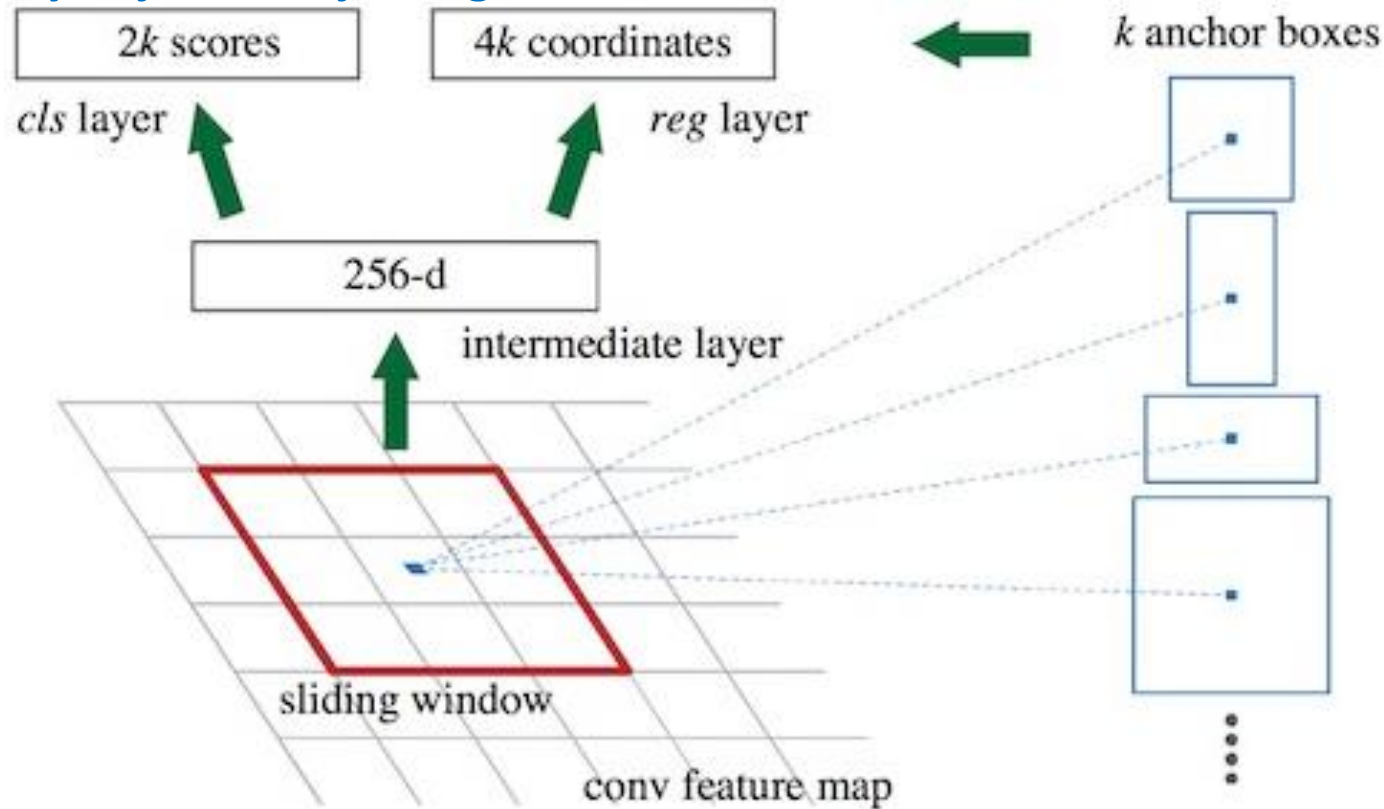 2k scores
4k coordinates
k anchor boxes
cls layer
reg layer
256-d
intermediate layer
sliding window
conv feature map